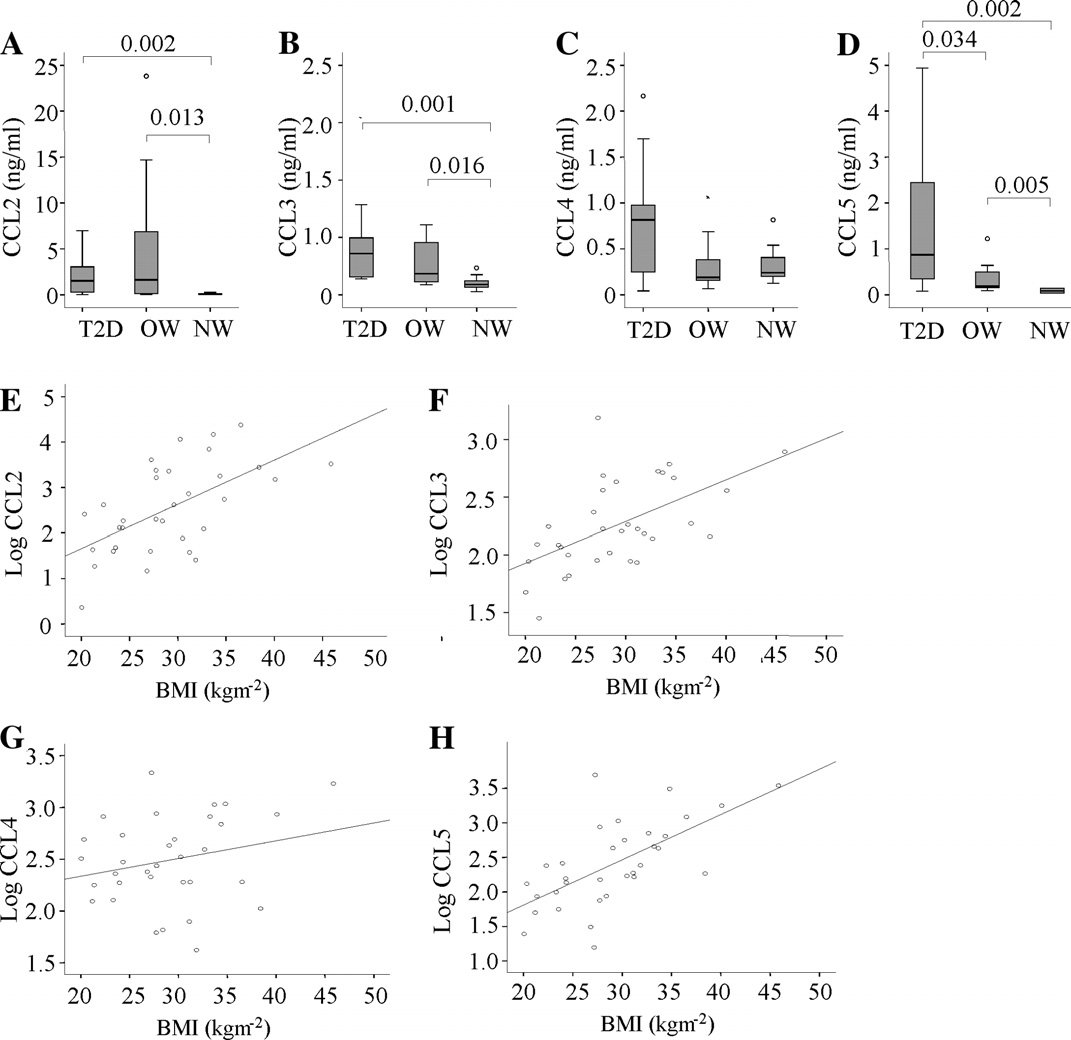 A
0.002
0.013
CCL2 (ng/ml)
25
20
15
10
5
0
T2D OW NW
B
0.001
0.016
CCL3 (ng/ml)
2.5
2.0
1.5
1.0
0
T2D OW NW
C
CCL4 (ng/ml)
2.5
2.0
1.5
1.0
0.5
0
T2D OW NW
D
0.002
0.034
0.005
CCL5 (ng/ml)
5
4
3
2
1
0
T2D OW NW
E
Log CCL2
5
4
3
2
1
0
20 25 30 35 40 45 50
BMI (kgm-2)
F
Log CCL3
3.0
2.5
2.0
1.5
20 25 30 35 40 45 50
BMI (kgm-2)
G
Log CCL4
3.5
3.0
2.5
2.0
1.5
20 25 30 35 40 45 50
BMI (kgm-2)
H
Log CCL5
3.5
3.0
2.5
2.0
1.5
1.0
20 25 30 35 40 45 50
BMI (kgm-2)